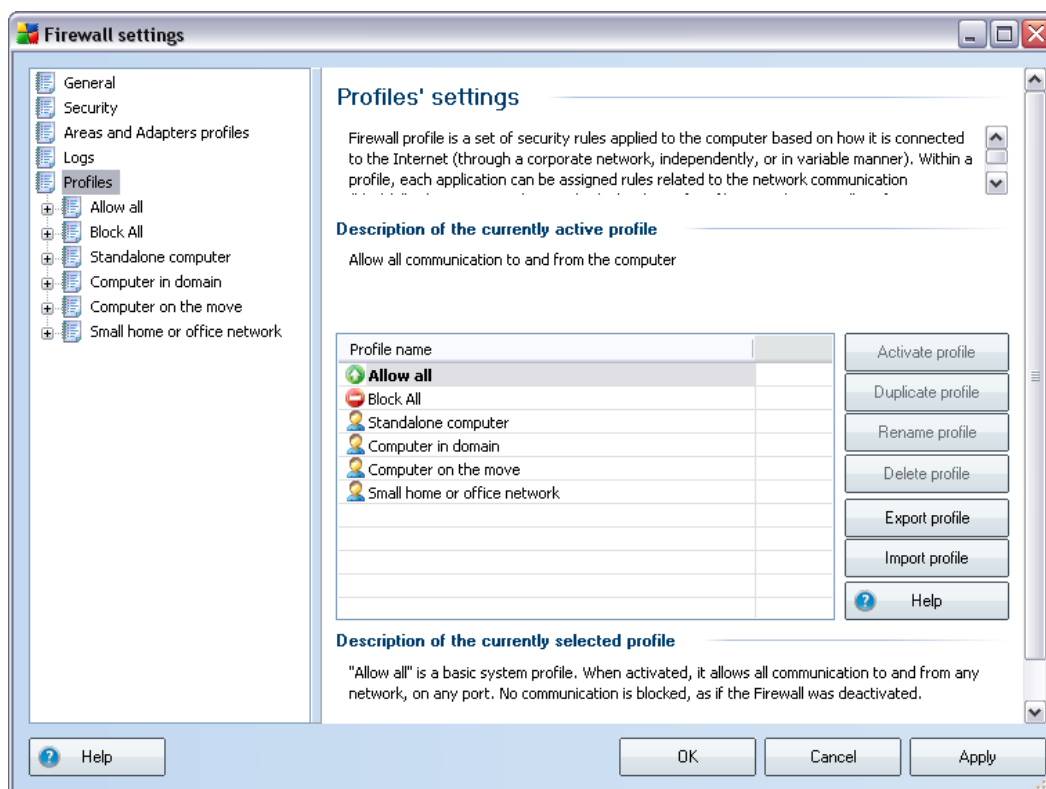 Firewall settings
General
Security
Areas and Adapters profiles
Logs
Profiles
Allow all
Block All
Standalone computer
Computer in domain
Computer on the move
Small home or office network
Profiles' settings
Firewall profile is a set of security rules applied to the computer based on how it is connected
to the Internet (through a corporate network, independently, or in variable manner). Within a
profile, each application can be assigned rules related to the network communication
Description of the currently active profile
Allow all communication to and from the computer
Profile name
Allow all
Block All
Standalone computer
Computer in domain
Computer on the move
Small home or office network
Activate profile
Duplicate profile
Rename profile
Delete profile
Export profile
Import profile
Help
Description of the currently selected profile
"Allow all" is a basic system profile. When activated, it allows all communication to and from any
network, on any port. No communication is blocked, as if the Firewall was deactivated.
Help
OK
Cancel
Apply